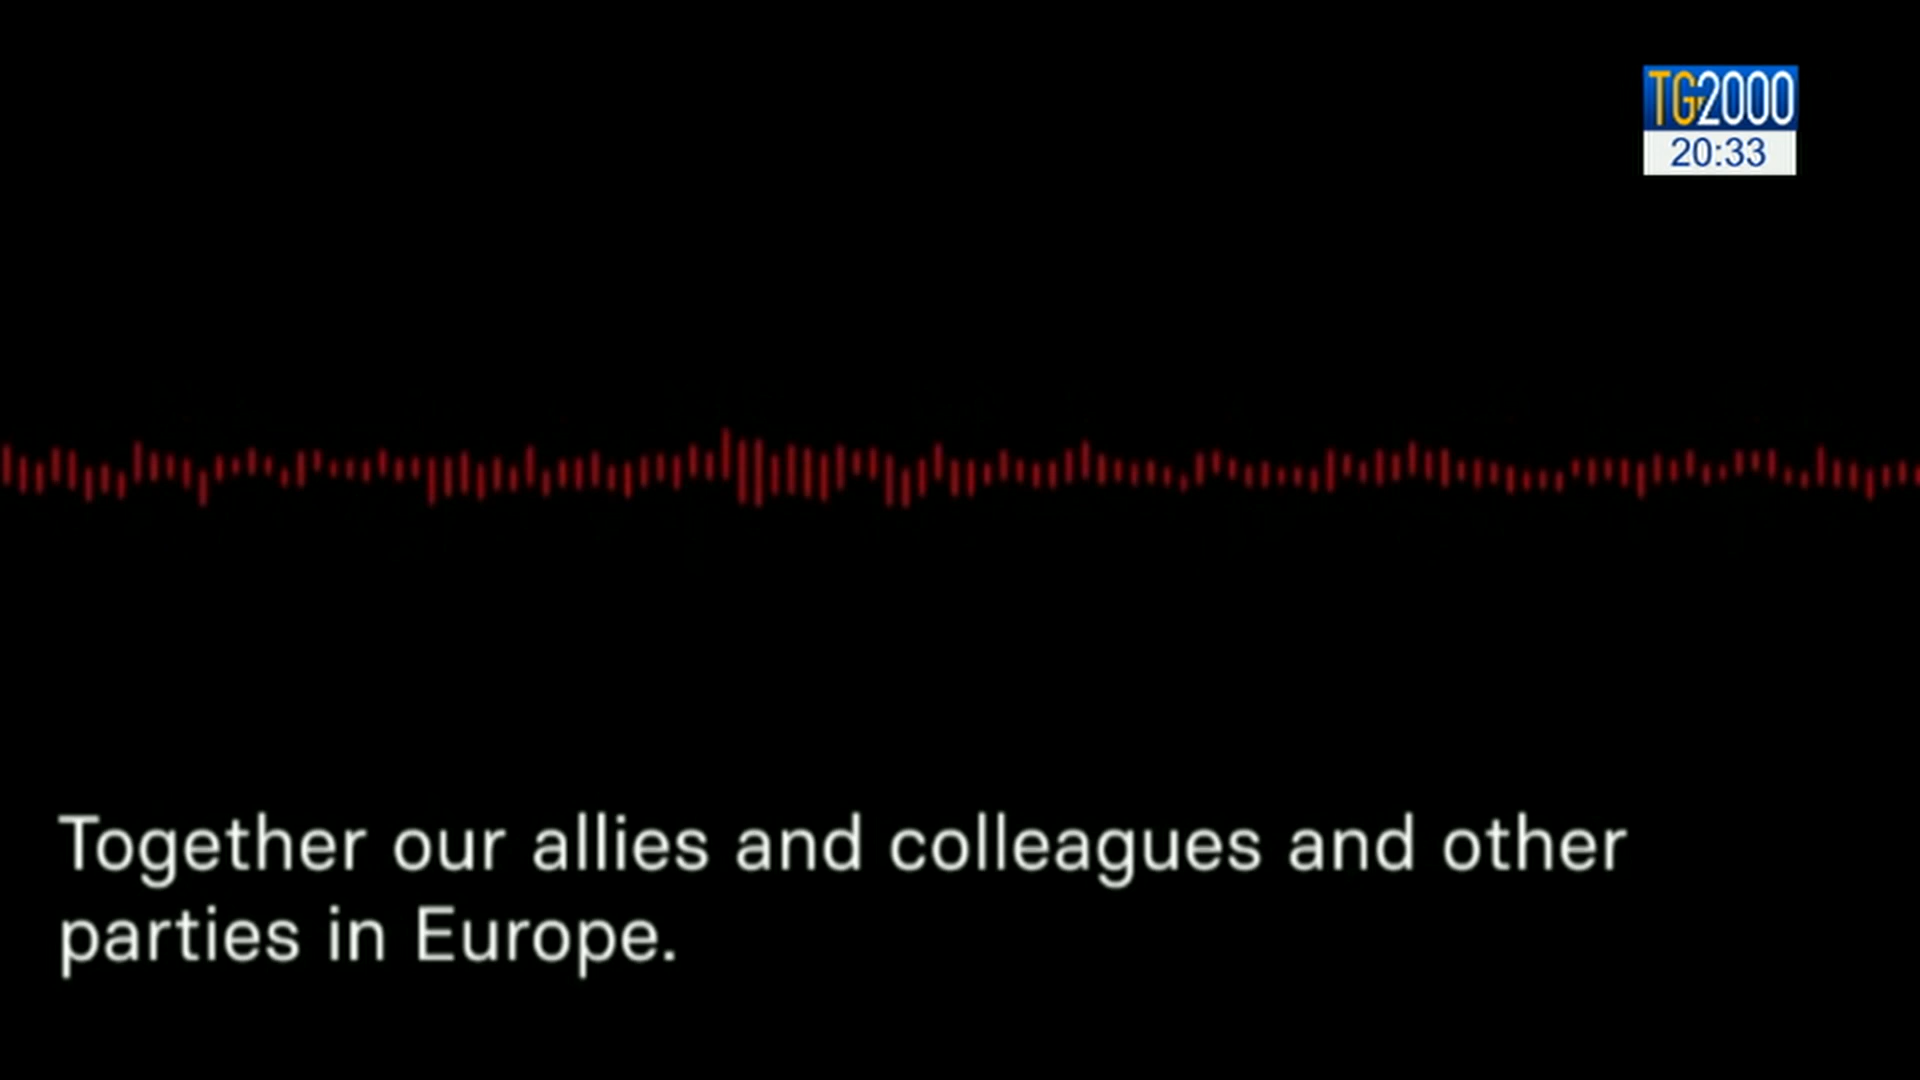 TG2000
20:33
Together our allies and colleagues and other
parties in Europe.